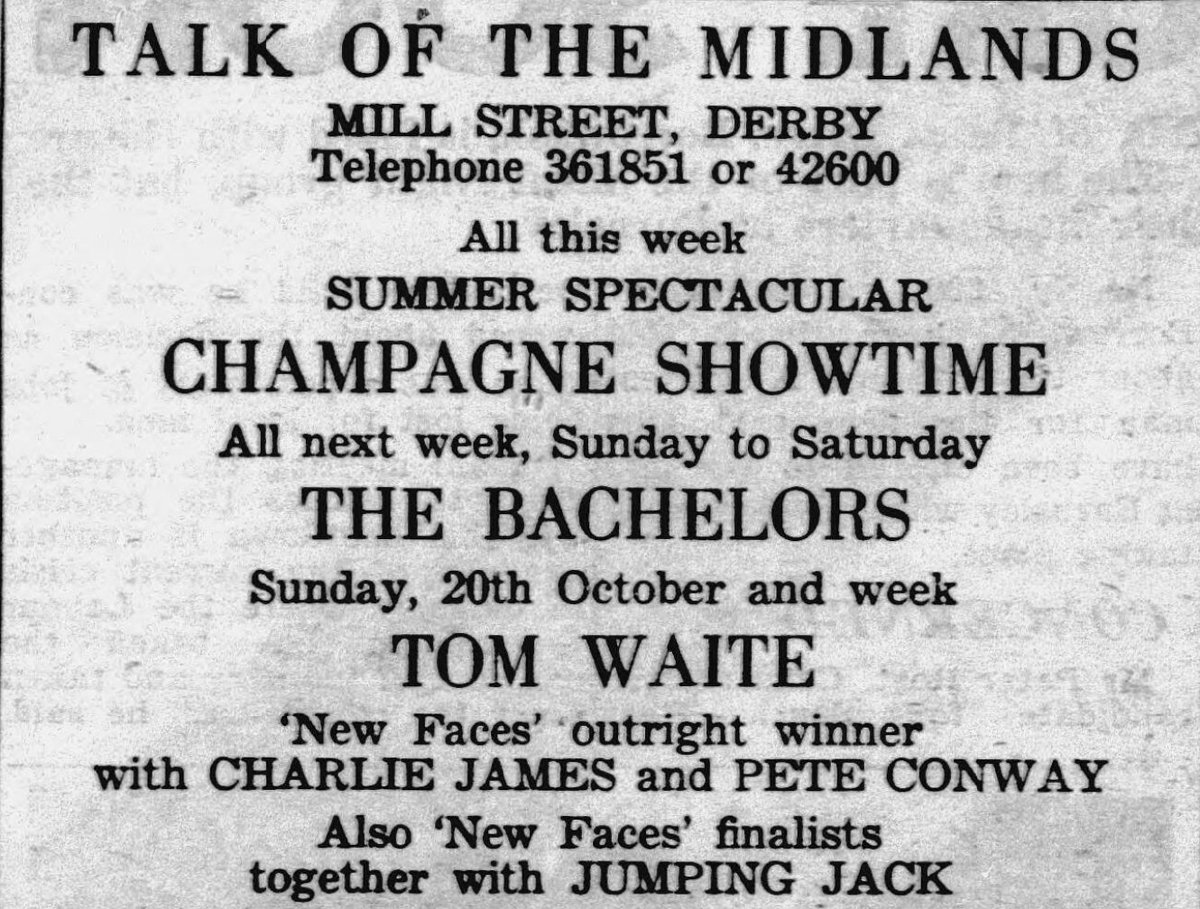 TALK OF THE MIDLANDS
MILL STREET, DERBY
Telephone 361851 or 42600
All this week
SUMMER SPECTACULAR
CHAMPAGNE SHOWTIME
All next week, Sunday to Saturday
THE BACHELORS
Sunday, 20th October and week
TOM WAITE
'New Faces' outright winner
with CHARLIE JAMES and PETE CONWAY
Also 'New Faces' finalists
together with JUMPING JACK